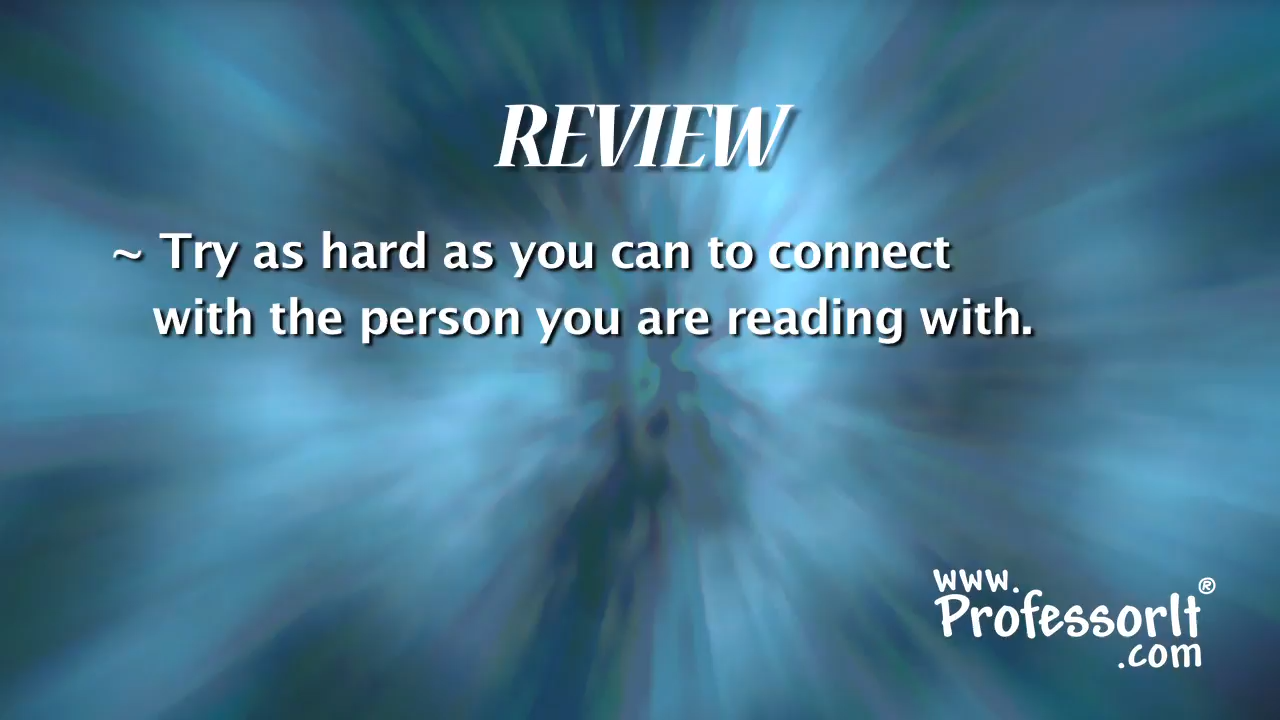 REVIEW
~ Try as hard as you can to connect
with the person you are reading with.
www.
ProfessorIt®
.com